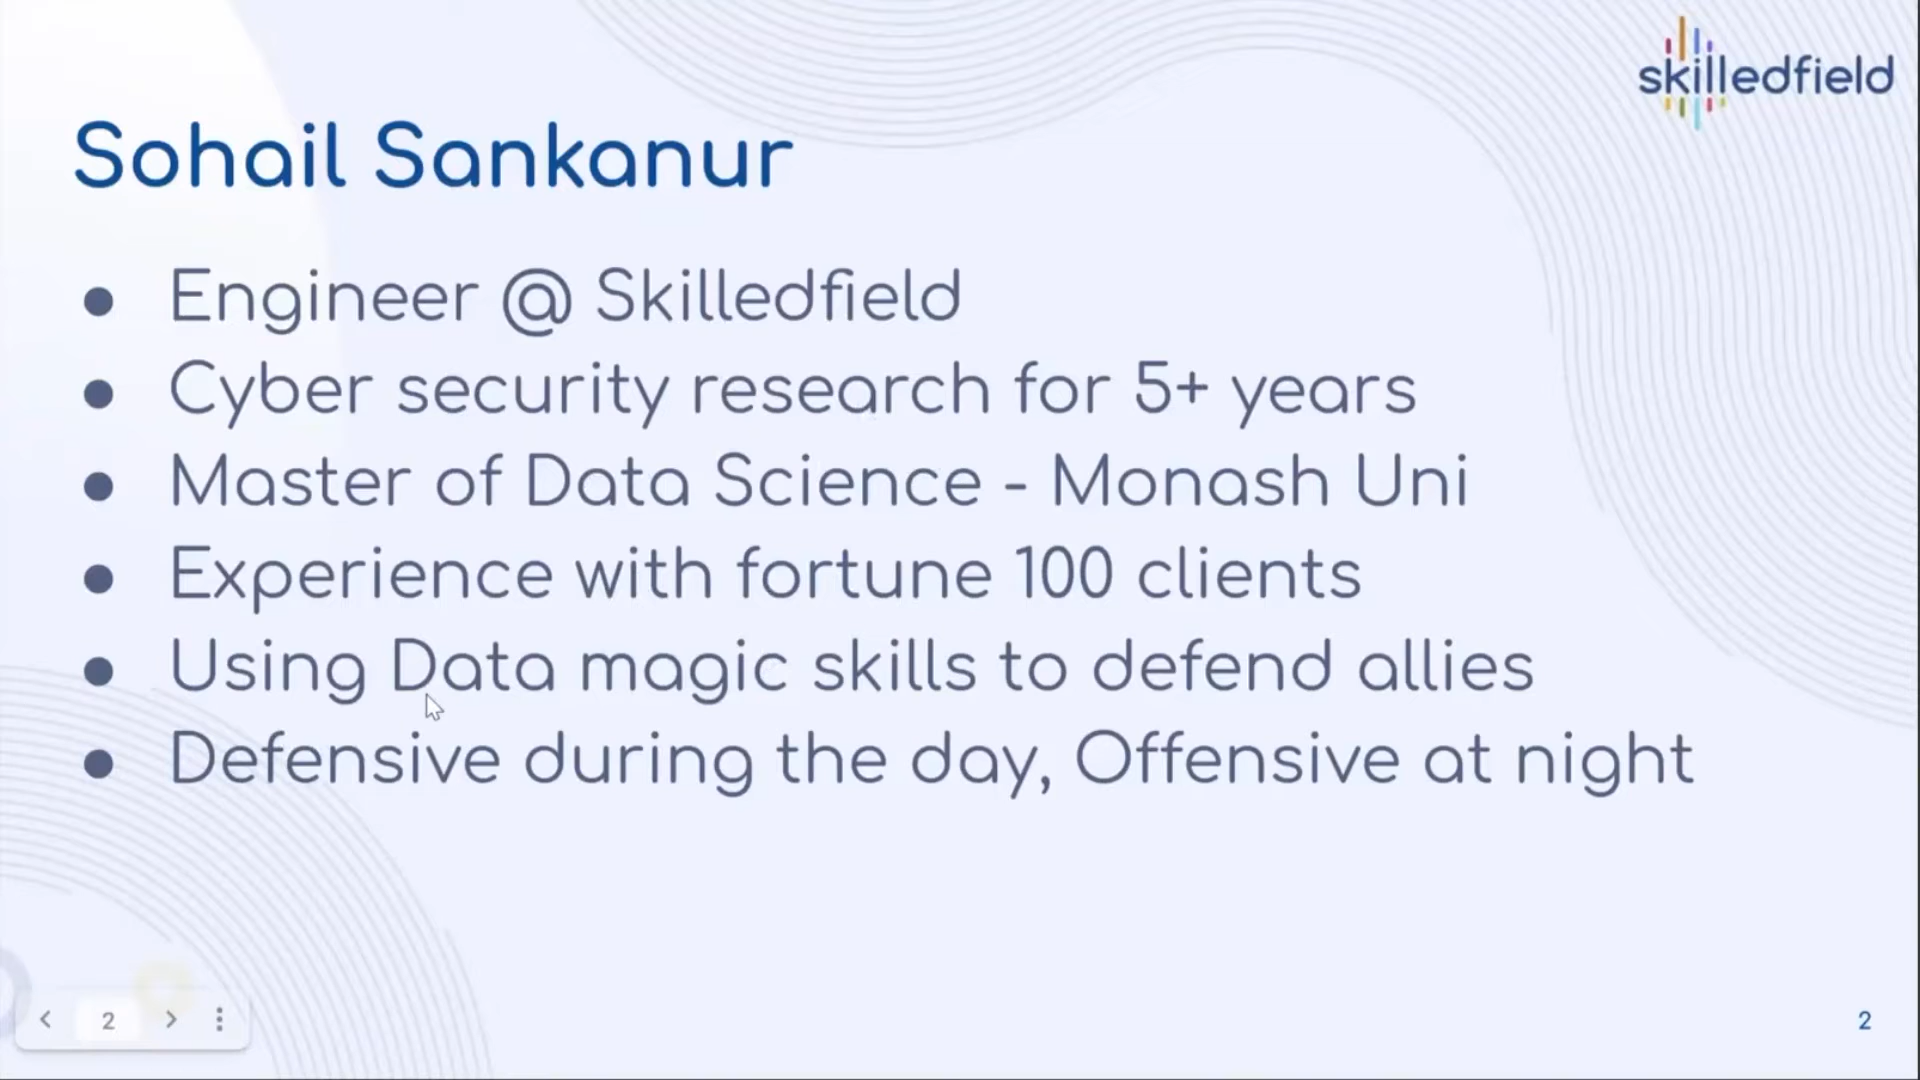 skilledfield
Sohail Sankanur
● Engineer @ Skilledfield
● Cyber security research for 5+ years
● Master of Data Science - Monash Uni
● Experience with fortune 100 clients
● Using Data magic skills to defend allies
● Defensive during the day, Offensive at night
2
2